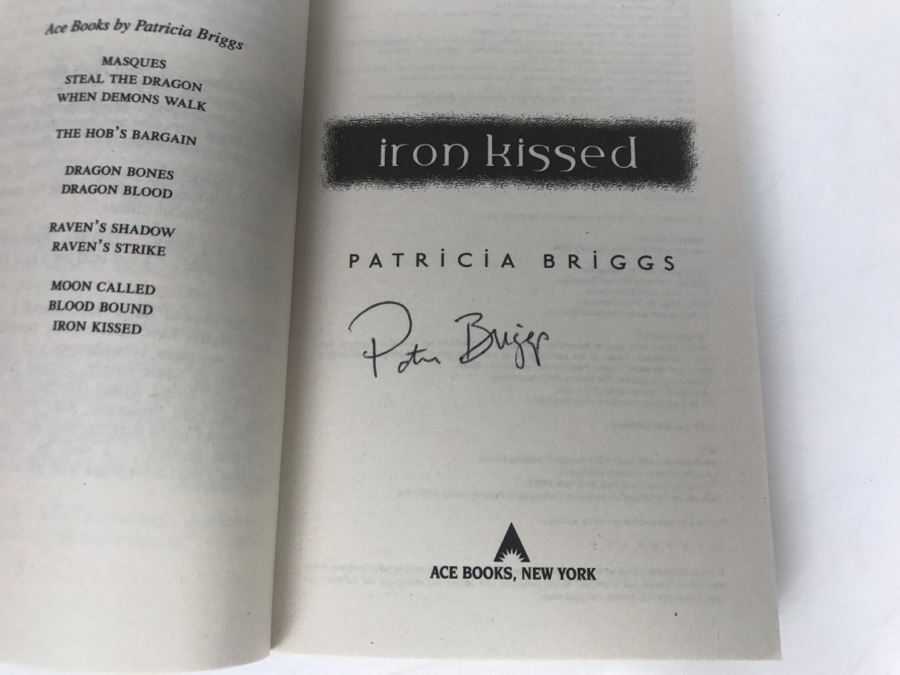 Ace Books by Patricia Briggs
MASQUES
STEAL THE DRAGON
WHEN DEMONS WALK
THE HOB'S BARGAIN
DRAGON BONES
DRAGON BLOOD
RAVEN'S SHADOW
RAVEN'S STRIKE
MOON CALLED
BLOOD BOUND
IRON KISSED
iron kissed
PATRiCiA BRiGGS
Briggs
ACE BOOKS, NEW YORK